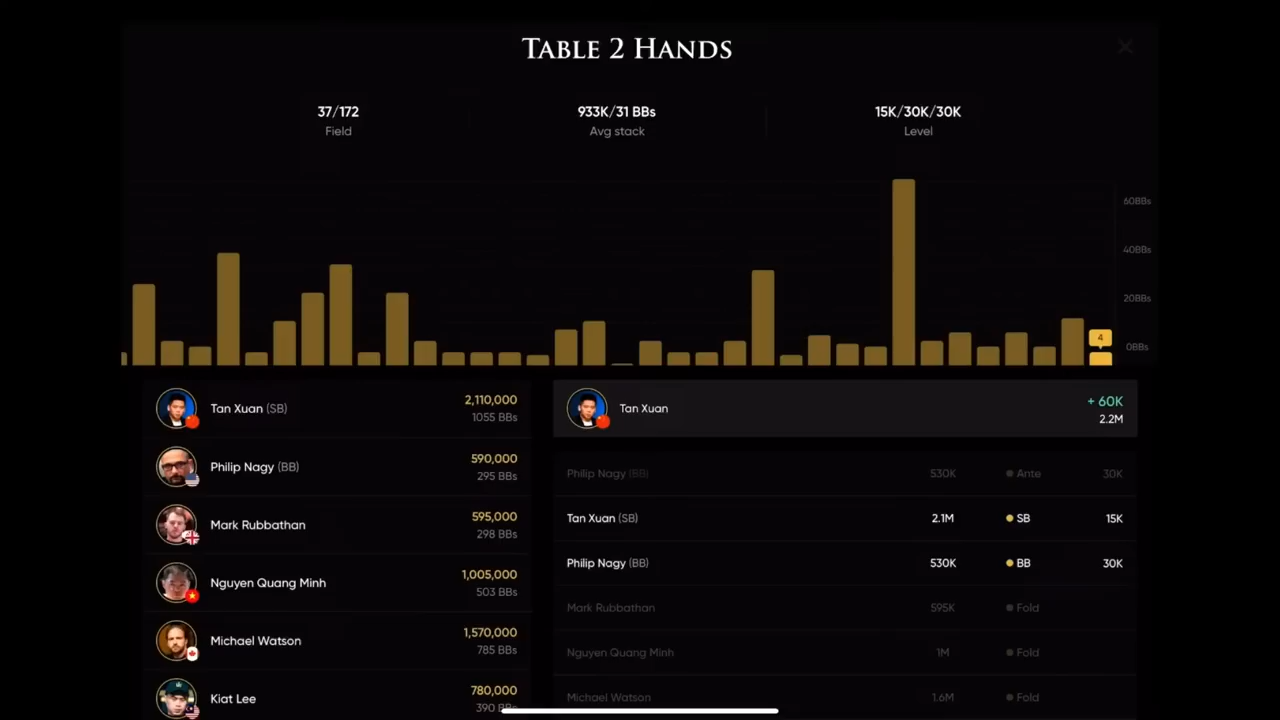 TABLE 2 HANDS
37/172
Field
933K/31 BBs
Avg stack
15K/30K/30K
Level
60BBs
40BBs
20BBs
0BBs
4
Tan Xuan (SB)
2,110,000
1055 BBs
Philip Nagy (BB)
590,000
295 BBs
Mark Rubbathan
595,000
298 BBs
Nguyen Quang Minh
1,005,000
503 BBs
Michael Watson
1,570,000
785 BBs
Kiat Lee
780,000
390 BBs
Tan Xuan
+ 60K
2.2M
Philip Nagy (BB) 530K Ante 30K
Tan Xuan (SB) 2.1M SB 15K
Philip Nagy (BB) 530K BB 30K
Mark Rubbathan 595K Fold
Nguyen Quang Minh 1M Fold
Michael Watson 1.6M Fold